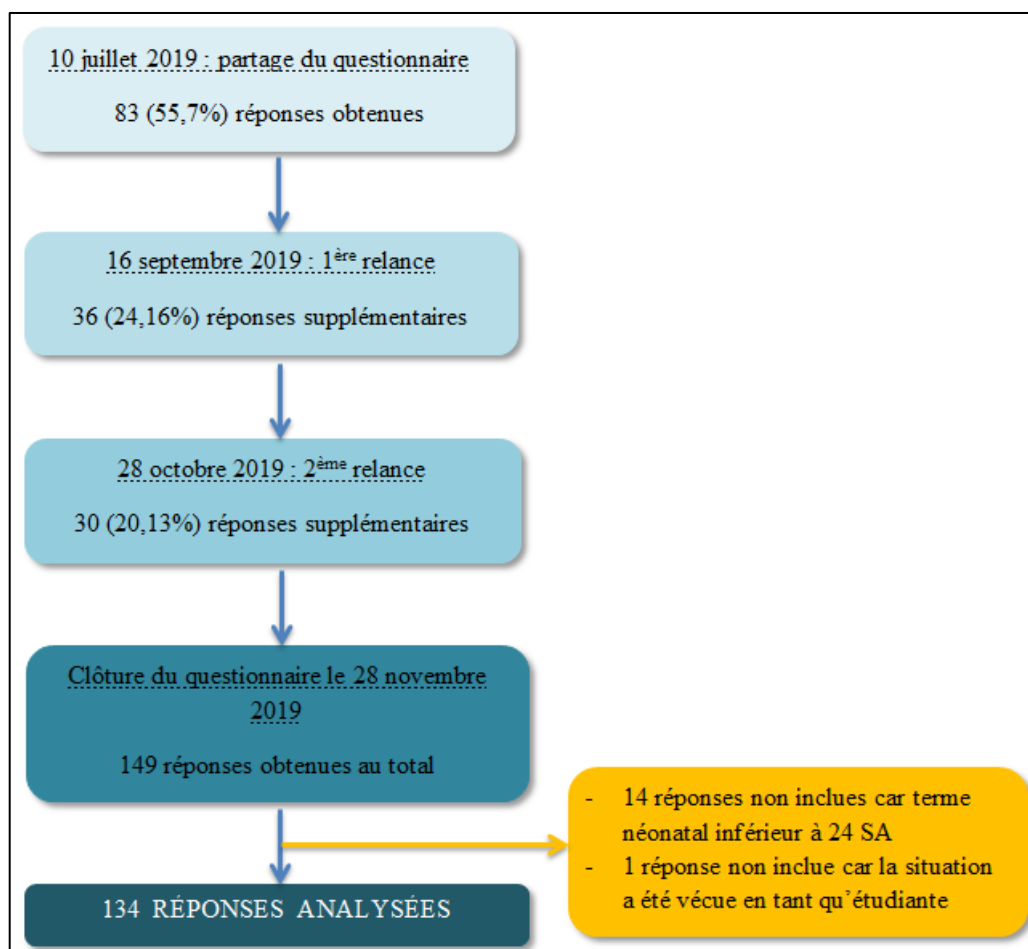 10 juillet 2019 : partage du questionnaire
83 (55,7%) réponses obtenues
16 septembre 2019 : 1ère relance
36 (24,16%) réponses supplémentaires
28 octobre 2019 : 2ème relance
30 (20,13%) réponses supplémentaires
Clôture du questionnaire le 28 novembre
2019
149 réponses obtenues au total
- 14 réponses non inclues car terme
néonatal inférieur à 24 SA
- 1 réponse non inclue car la situation
a été vécue en tant qu'étudiante
134 RÉPONSES ANALYSÉES